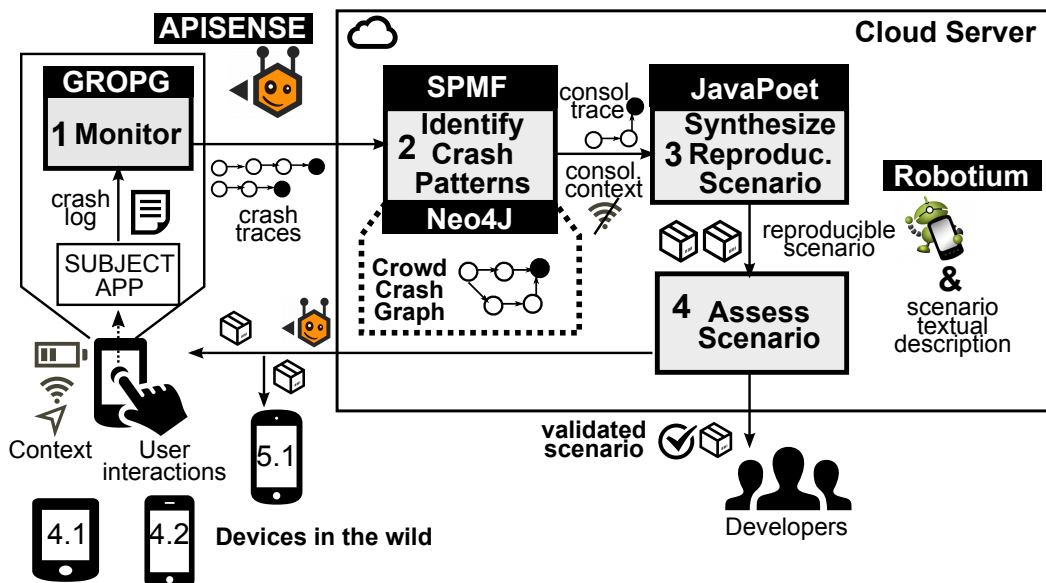 APISENSE
Cloud Server
GROPG
1 Monitor
SPMF
2 Identify
Crash
Patterns
Neo4J
consol
trace
consol.
context
JavaPoet
3 Synthesize
Reproduc.
Scenario
Robotium
&
scenario
textual
description
crash
log
crash
traces
SUBJECT
APP
Crowd
Crash
Graph
reproducible
scenario
4 Assess
Scenario
Context
User
interactions
5.1
validated
scenario
Developers
4.1
4.2
Devices in the wild